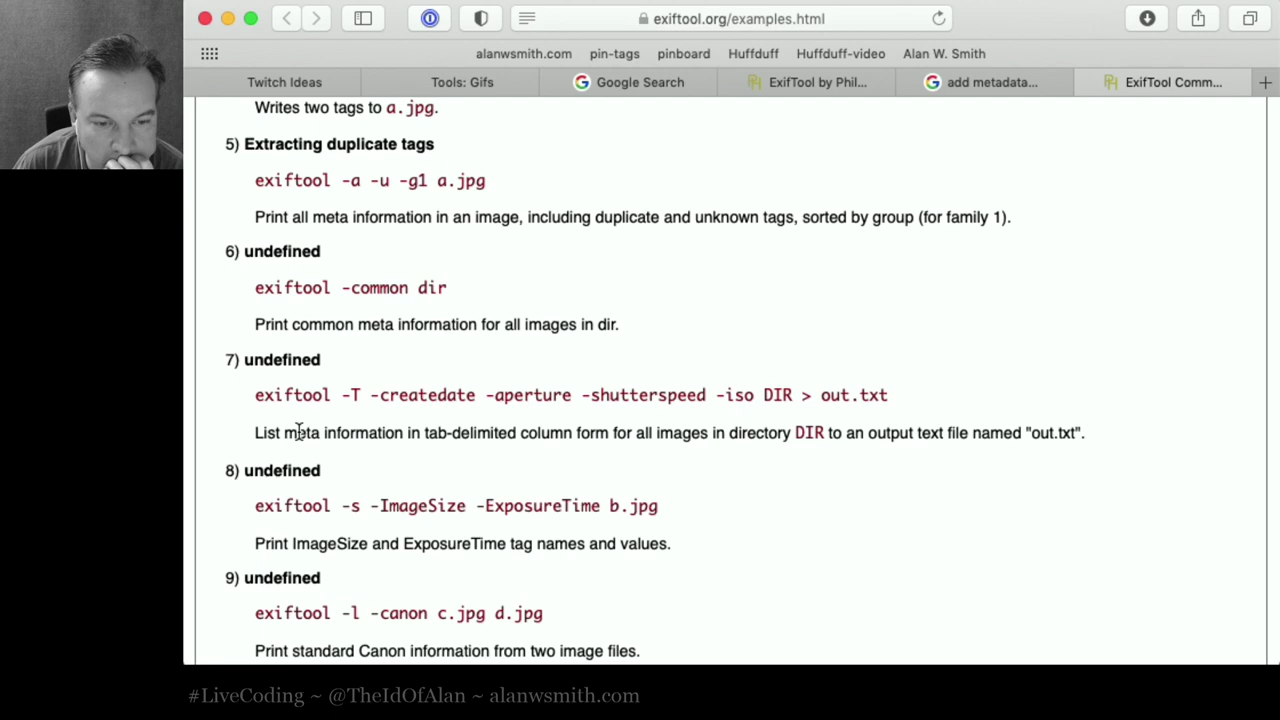 exiftool.org/examples.html
alanwsmith.com pin-tags pinboard Huffduff Huffduff-video Alan W. Smith
Twitch Ideas Tools: Gifs Google Search ExifTool by Phil... add metadata... ExifTool Comm...
Writes two tags to a.jpg.
5) Extracting duplicate tags
exiftool -a -u -g1 a.jpg
Print all meta information in an image, including duplicate and unknown tags, sorted by group (for family 1).
6) undefined
exiftool -common dir
Print common meta information for all images in dir.
7) undefined
exiftool -T -createdate -aperture -shutterspeed -iso DIR > out.txt
List meta information in tab-delimited column form for all images in directory DIR to an output text file named "out.txt".
8) undefined
exiftool -s -ImageSize -ExposureTime b.jpg
Print ImageSize and ExposureTime tag names and values.
9) undefined
exiftool -l -canon c.jpg d.jpg
Print standard Canon information from two image files.
#LiveCoding ~ @TheIdOfAlan ~ alanwsmith.com